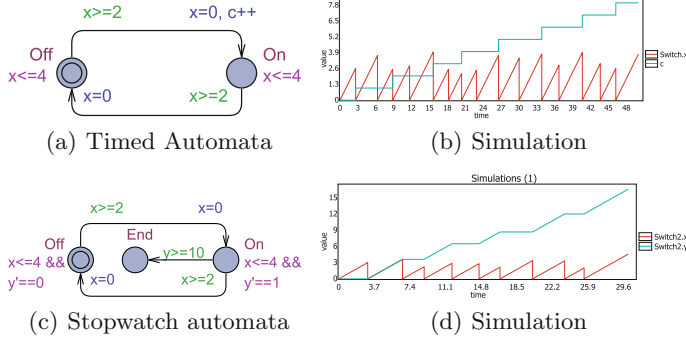 x>=2
x=0, c++
Off
On
x<=4
x<=4
x=0
x>=2
(a) Timed Automata
value
7.8
6.5
5.2
3.9
2.6
1.3
0.0
0 3 6 9 12 15 18 21 24 27 30 33 36 39 42 45 48
time
Switch.x
c
(b) Simulation
x>=2
x=0
Off
End
On
x<=4 &&
y'==0
y>=10
x<=4 &&
y'==1
x=0
x>=2
(c) Stopwatch automata
Simulations (1)
value
15
12
9
6
3
0
0 3.7 7.4 11.1 14.8 18.5 22.2 25.9 29.6
time
Switch2.x
Switch2.y
(d) Simulation